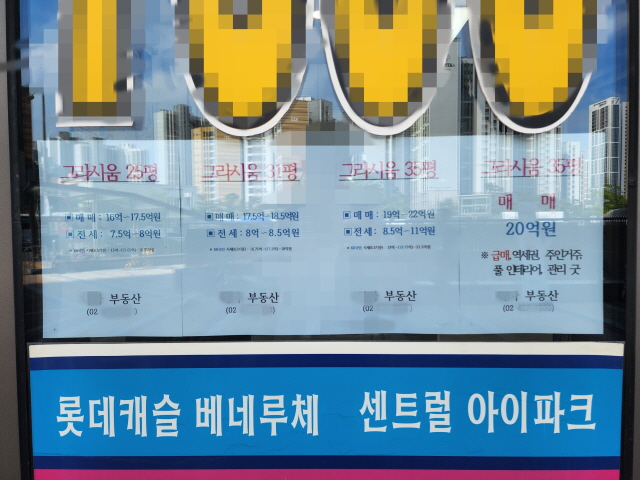 그라시움 25평
▣ 매매 : 16억~17.5억원
▣ 전세 : 7.5억~8억원
부동산
(02 )
그라시움 31평
▣ 매매 : 17.5억~18.5억원
▣ 전세 : 8억~8.5억원
부동산
(02 )
그라시움 35평
▣ 매매 : 19억~22억원
▣ 전세 : 8.5억~11억원
부동산
(02 )
그라시움 35평
매 매
20억원
※ 급매, 역세권, 주인거주,
풀 인테리어, 관리 굿
부동산
(02 )
롯데캐슬 베네루체 센트럴 아이파크